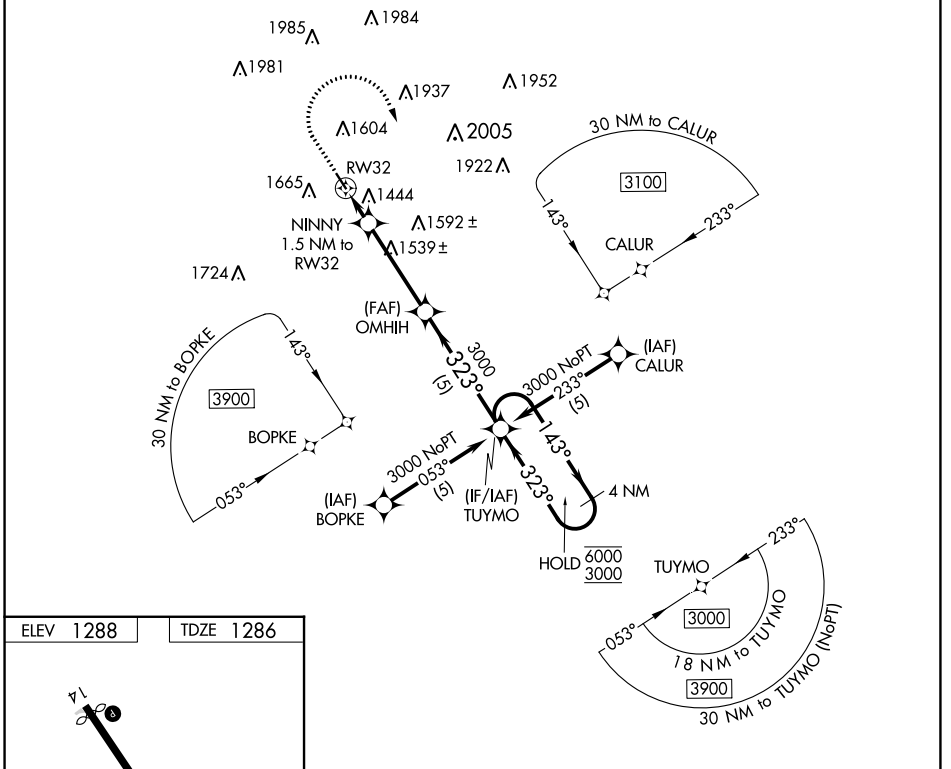 1985
1984
1981
1937
1952
1604
2005
1922
RW32
1665
1444
NINNY
1.5 NM to
RW32
1592 ±
1539 ±
1724
30 NM to CALUR
3100
143°
233°
CALUR
(FAF)
OMHIH
3000
323°
(5)
(IAF)
CALUR
3000 NoPT
233°
(5)
30 NM to BOPKE
143°
3900
BOPKE
053°
3000 NoPT
053°
(5)
(IAF)
BOPKE
(IF/IAF)
TUYMO
143°
323°
4 NM
HOLD
6000
3000
TUYMO
233°
053°
3000
18 NM to TUYMO
3900
30 NM to TUYMO (NoPT)
ELEV 1288
TDZE 1286
14
P